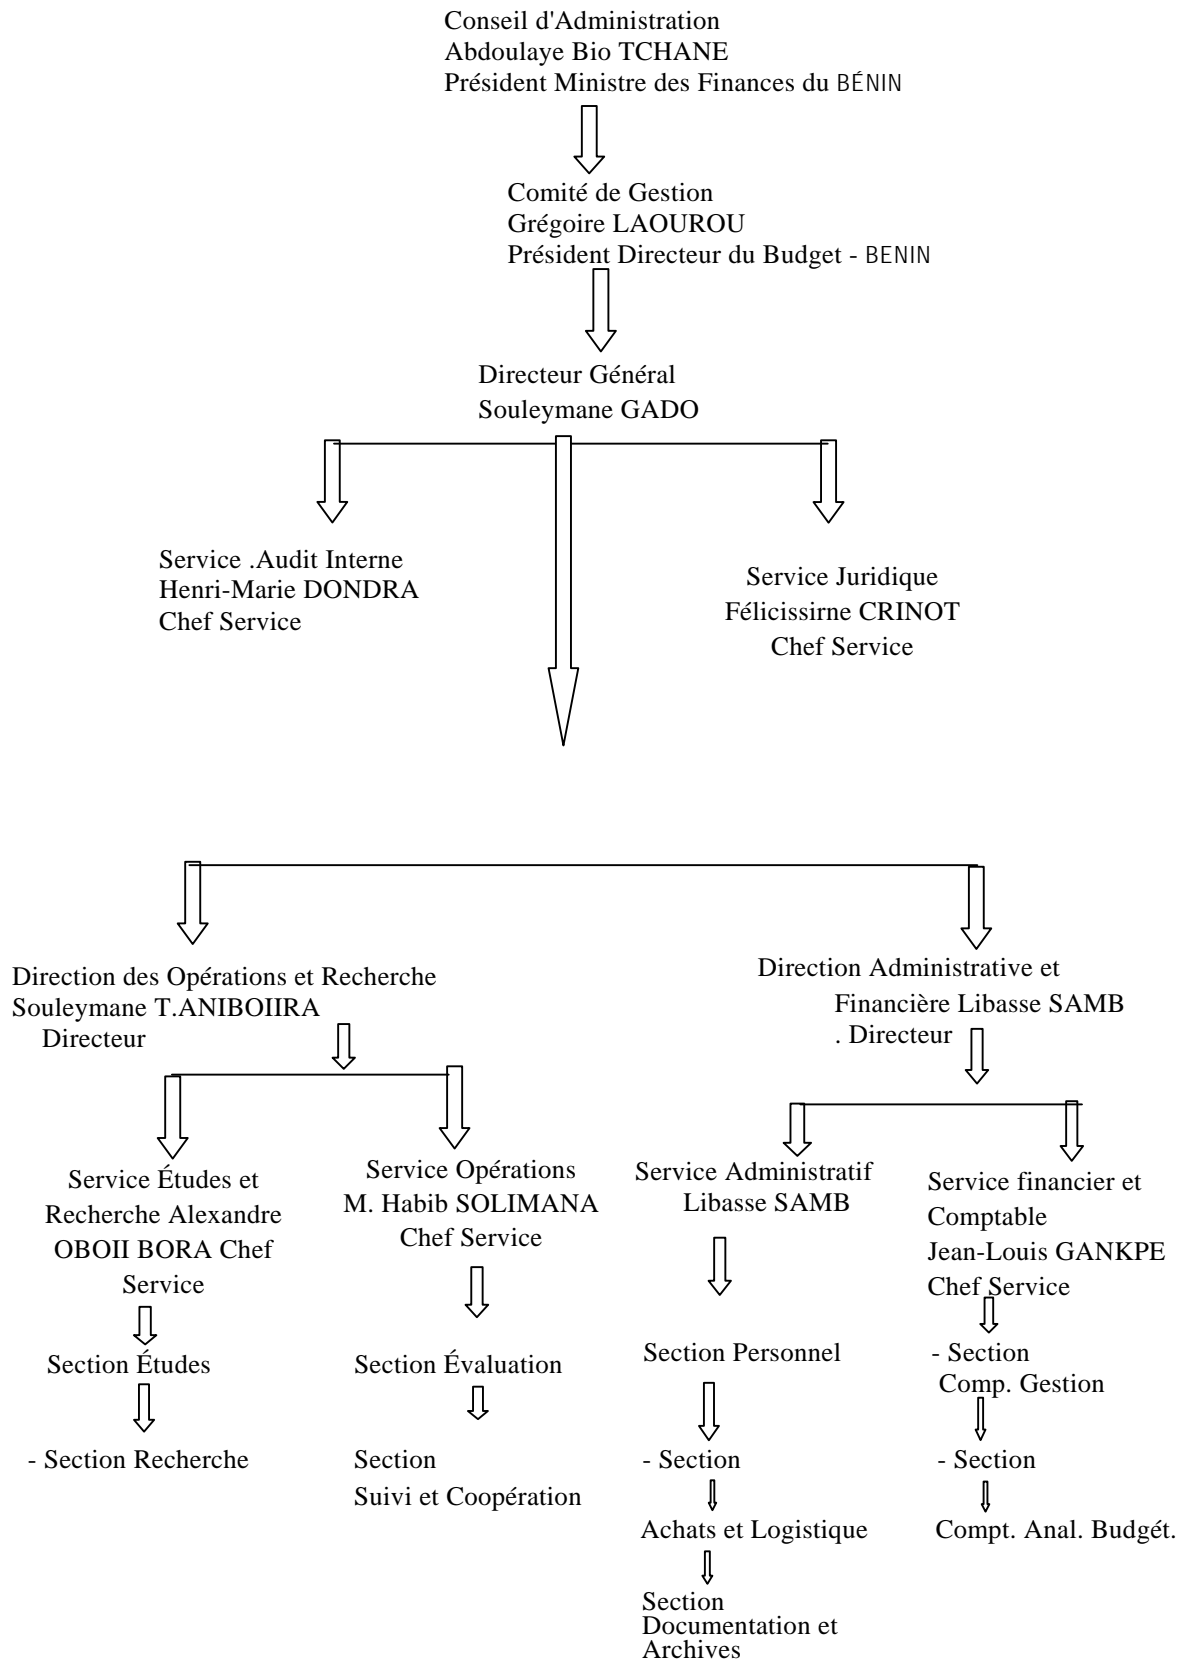 Conseil d'Administration
Abdoulaye Bio TCHANE
Président Ministre des Finances du BÉNIN
Comité de Gestion
Grégoire LAOUROU
Président Directeur du Budget - BENIN
Directeur Général
Souleymane GADO
Service .Audit Interne
Henri-Marie DONDRA
Chef Service
Service Juridique
Félicissirne CRINOT
Chef Service
Direction des Opérations et Recherche
Souleymane T.ANIBOIIRA
Directeur
Direction Administrative et
Financière Libasse SAMB
. Directeur
Service Études et
Recherche Alexandre
OBOII BORA Chef
Service
Section Études
- Section Recherche
Service Opérations
M. Habib SOLIMANA
Chef Service
Section Évaluation
Section
Suivi et Coopération
Service Administratif
Libasse SAMB
Section Personnel
- Section
Achats et Logistique
Section
Documentation et
Archives
Service financier et
Comptable
Jean-Louis GANKPE
Chef Service
- Section
Comp. Gestion
- Section
Compt. Anal. Budgét.